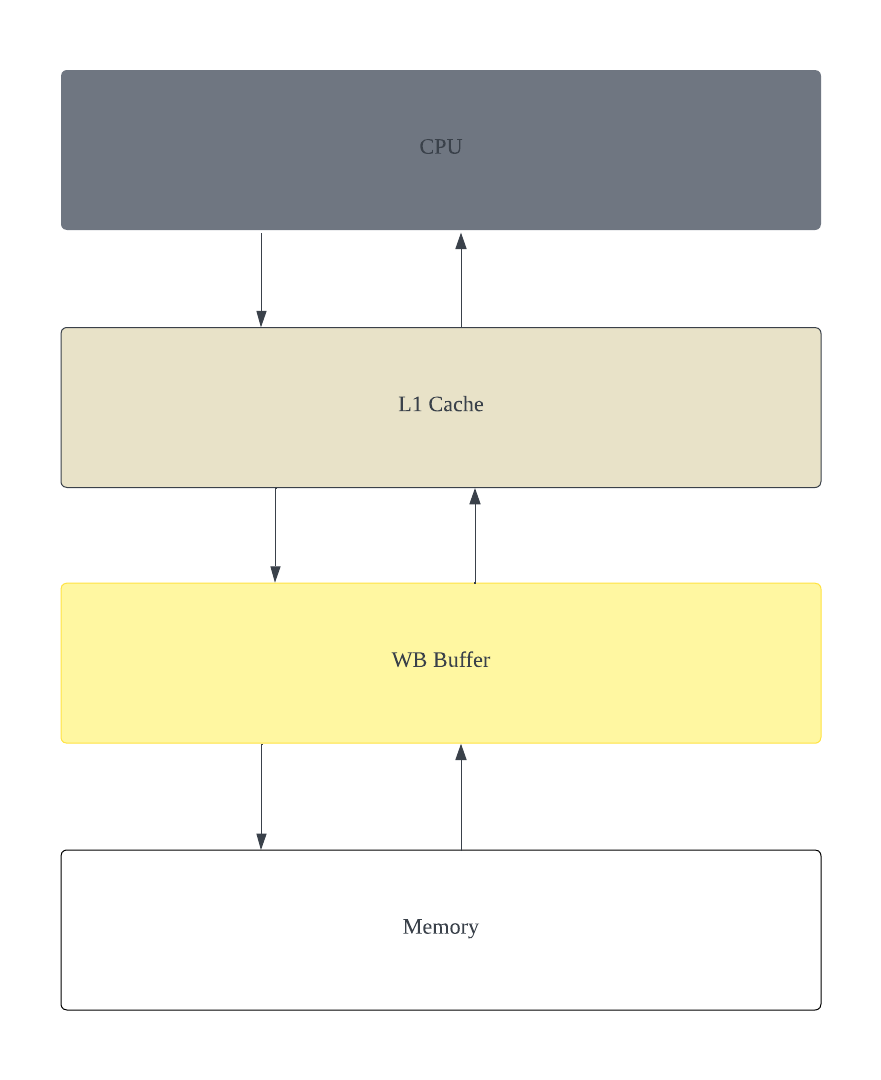 CPU
L1 Cache
WB Buffer
Memory